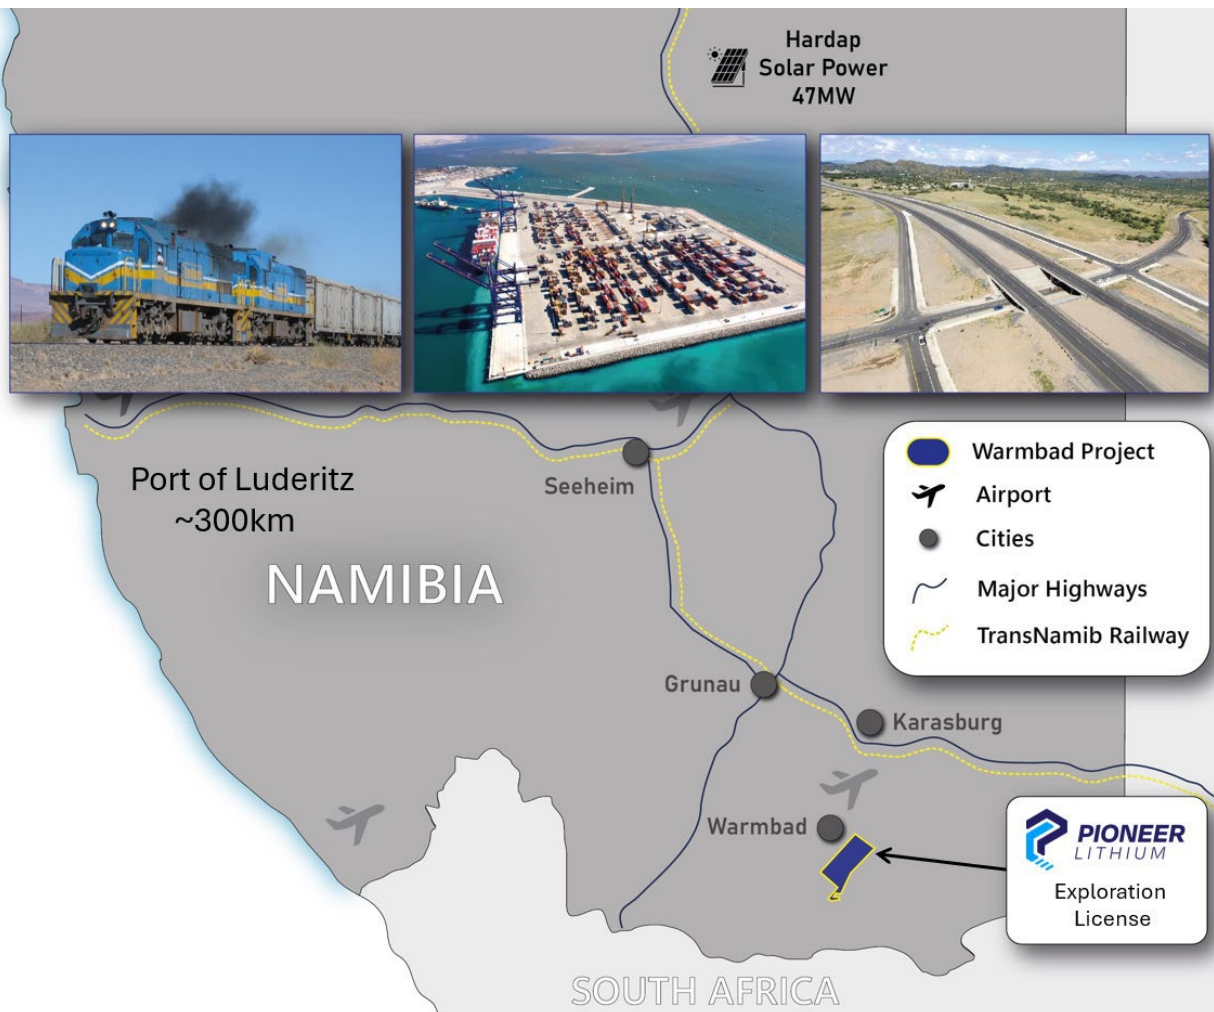 Hardap
Solar Power
47MW
Port of Luderitz
~300km
Seeheim
NAMIBIA
Warmbad Project
Airport
Cities
Major Highways
TransNamib Railway
Grunau
Karasburg
Warmbad
PIONEER
LITHIUM
Exploration
License
SOUTH AFRICA